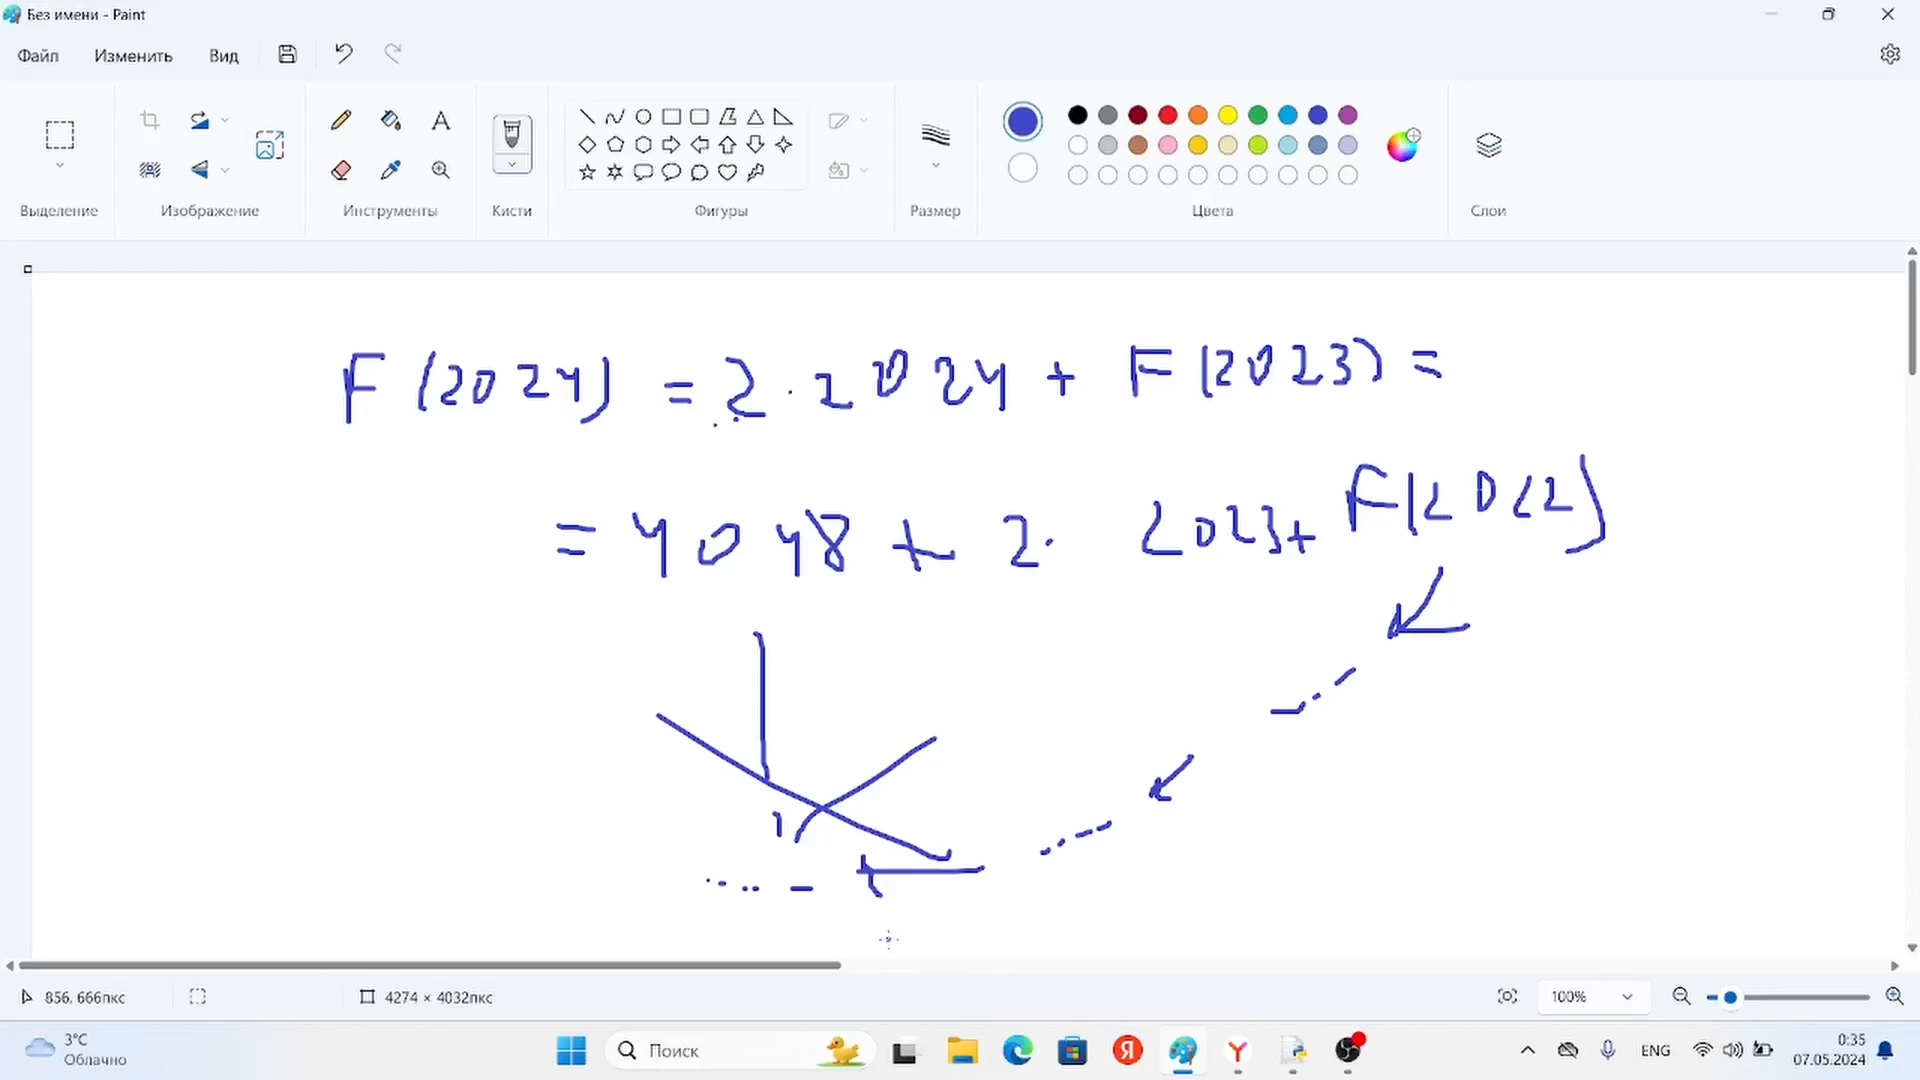 Без имени - Paint
Файл Изменить Вид
Выделение Изображение Инструменты Кисти Фигуры Размер Цвета Слои
F(2024) = 2 · 2024 + F(2023) =
= 4048 + 2 · 2023 + F(2022)
856, 666пкс 4274 × 4032пкс 100%
3°C
Облачно
Поиск
ENG
0:35
07.05.2024